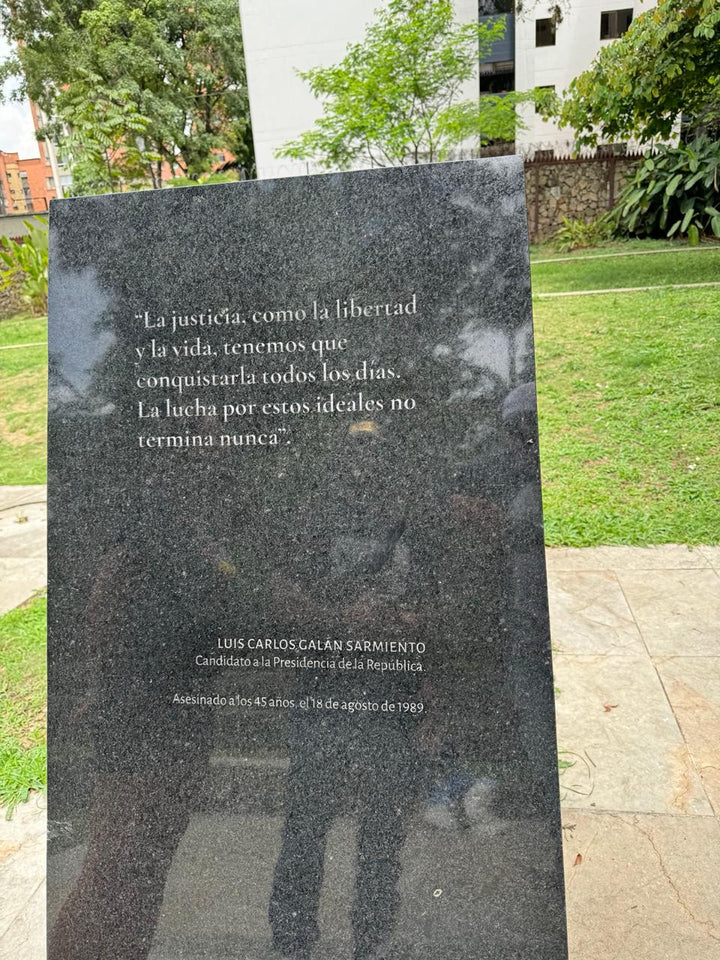 “La justicia, como la libertad
y la vida, tenemos que
conquistarla todos los días.
La lucha por estos ideales no
termina nunca”.
LUIS CARLOS GALÁN SARMIENTO
Candidato a la Presidencia de la República.
Asesinado a los 45 años, el 18 de agosto de 1989.